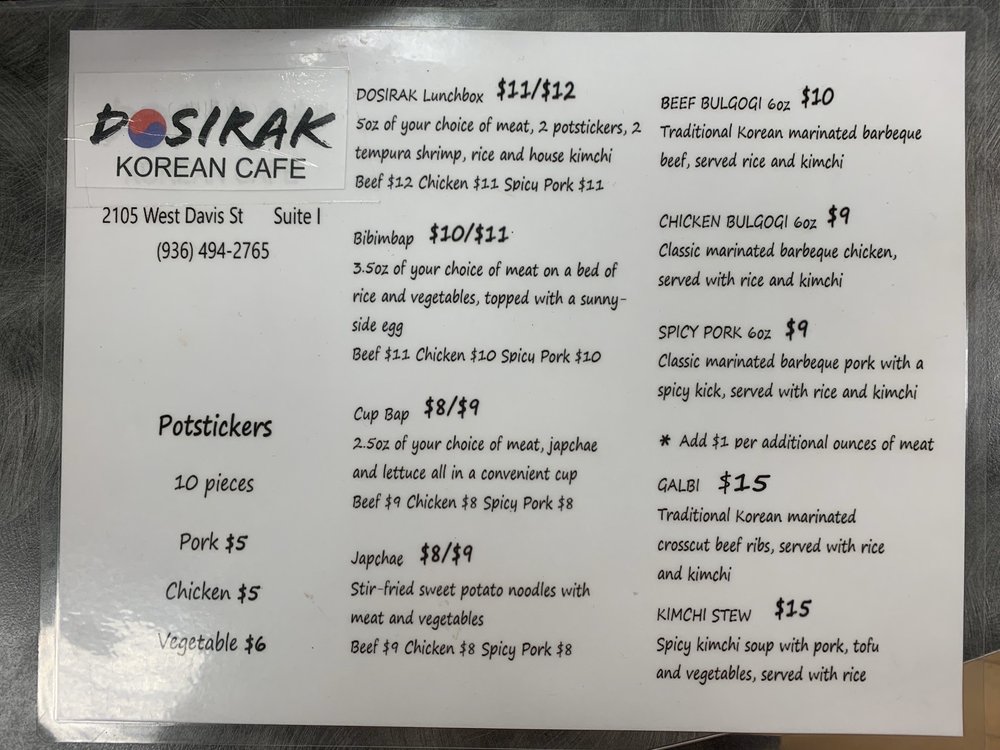 DOSIRAK
KOREAN CAFE
2105 West Davis St Suite I
(936) 494-2765
Potstickers
10 pieces
Pork $5
Chicken $5
Vegetable $6
DOSIRAK Lunchbox $11/$12
5oz of your choice of meat, 2 potstickers, 2
tempura shrimp, rice and house kimchi
Beef $12 Chicken $11 Spicy Pork $11
Bibimbap $10/$11
3.5oz of your choice of meat on a bed of
rice and vegetables, topped with a sunny-
side egg
Beef $11 Chicken $10 Spicy Pork $10
Cup Bap $8/$9
2.5oz of your choice of meat, japchae
and lettuce all in a convenient cup
Beef $9 Chicken $8 Spicy Pork $8
Japchae $8/$9
Stir-fried sweet potato noodles with
meat and vegetables
Beef $9 Chicken $8 Spicy Pork $8
BEEF BULGOGI 6oz $10
Traditional Korean marinated barbeque
beef, served rice and kimchi
CHICKEN BULGOGI 6oz $9
Classic marinated barbeque chicken,
served with rice and kimchi
SPICY PORK 6oz $9
Classic marinated barbeque pork with a
spicy kick, served with rice and kimchi
* Add $1 per additional ounces of meat
GALBI $15
Traditional Korean marinated
crosscut beef ribs, served with rice
and kimchi
KIMCHI STEW $15
Spicy kimchi soup with pork, tofu
and vegetables, served with rice